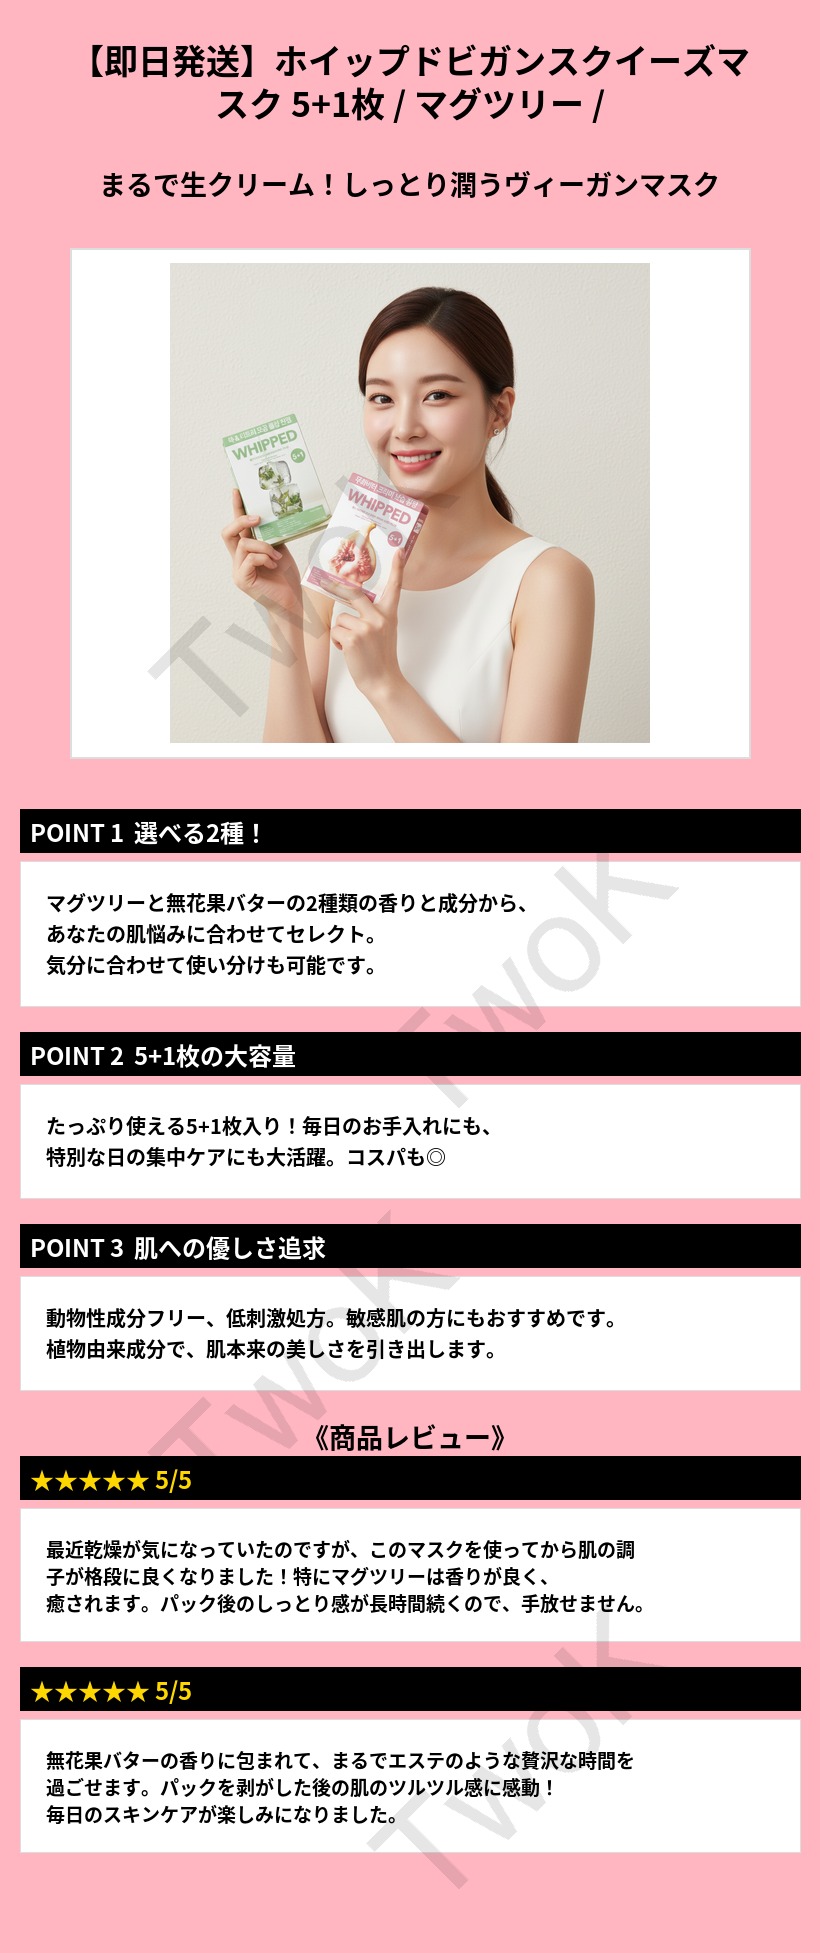 【即日発送】ホイップドビガンスクイーズマ
スク 5+1枚 / マグツリー /
まるで生クリーム！しっとり潤うヴィーガンマスク
WHIPPED
5+1
WHIPPED
5+1
TwoK
POINT 1 選べる2種！
マグツリーと無花果バターの2種類の香りと成分から、
あなたの肌悩みに合わせてセレクト。
気分に合わせて使い分けも可能です。
TwoK
POINT 2 5+1枚の大容量
たっぷり使える5+1枚入り！毎日のお手入れにも、
特別な日の集中ケアにも大活躍。コスパも◎
POINT 3 肌への優しさ追求
動物性成分フリー、低刺激処方。敏感肌の方にもおすすめです。
植物由来成分で、肌本来の美しさを引き出します。
TwoK
《商品レビュー》
★★★★★ 5/5
最近乾燥が気になっていたのですが、このマスクを使ってから肌の調
子が格段に良くなりました！特にマグツリーは香りが良く、
癒されます。パック後のしっとり感が長時間続くので、手放せません。
★★★★★ 5/5
無花果バターの香りに包まれて、まるでエステのような贅沢な時間を
過ごせます。パックを剥がした後の肌のツルツル感に感動！
毎日のスキンケアが楽しみになりました。
TwoK